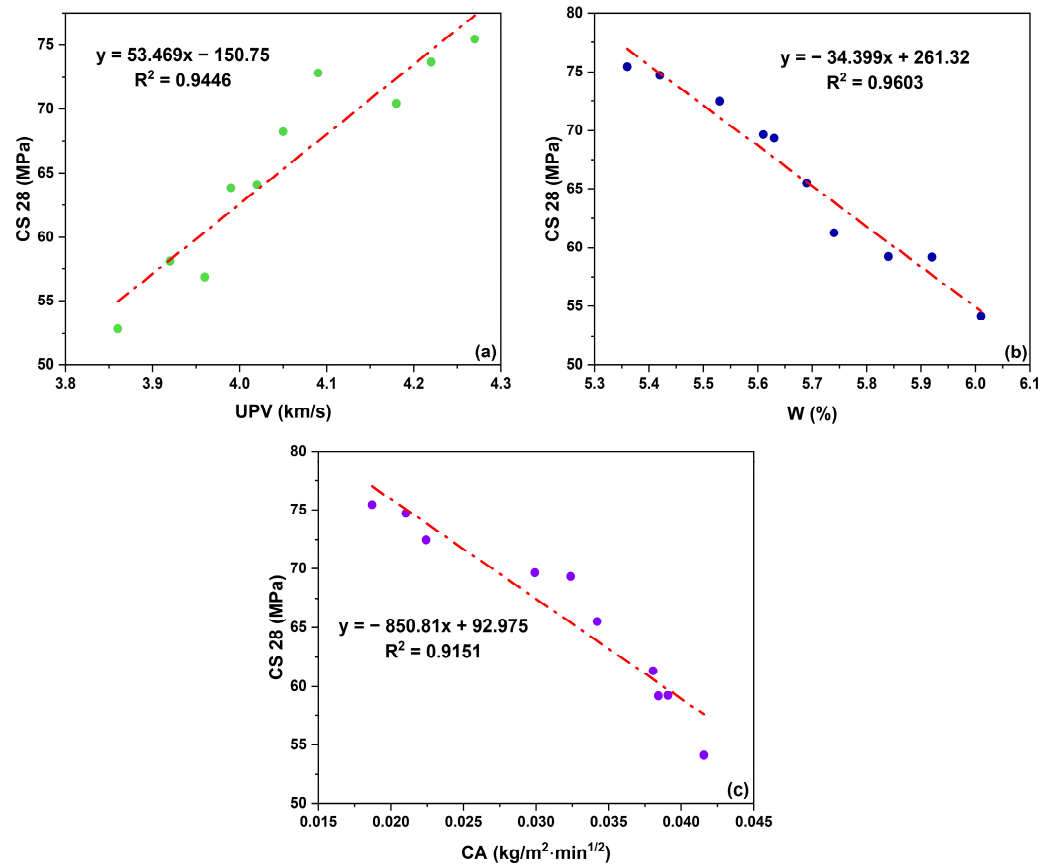 75
70
65
60
55
50
CS 28 (MPa)
y = 53.469x − 150.75
R² = 0.9446
(a)
3.8 3.9 4.0 4.1 4.2 4.3
UPV (km/s)
80
75
70
65
60
55
50
CS 28 (MPa)
y = − 34.399x + 261.32
R² = 0.9603
(b)
5.3 5.4 5.5 5.6 5.7 5.8 5.9 6.0 6.1
W (%)
80
75
70
65
60
55
50
CS 28 (MPa)
y = − 850.81x + 92.975
R² = 0.9151
(c)
0.015 0.020 0.025 0.030 0.035 0.040 0.045
CA (kg/m²·min¹/²)